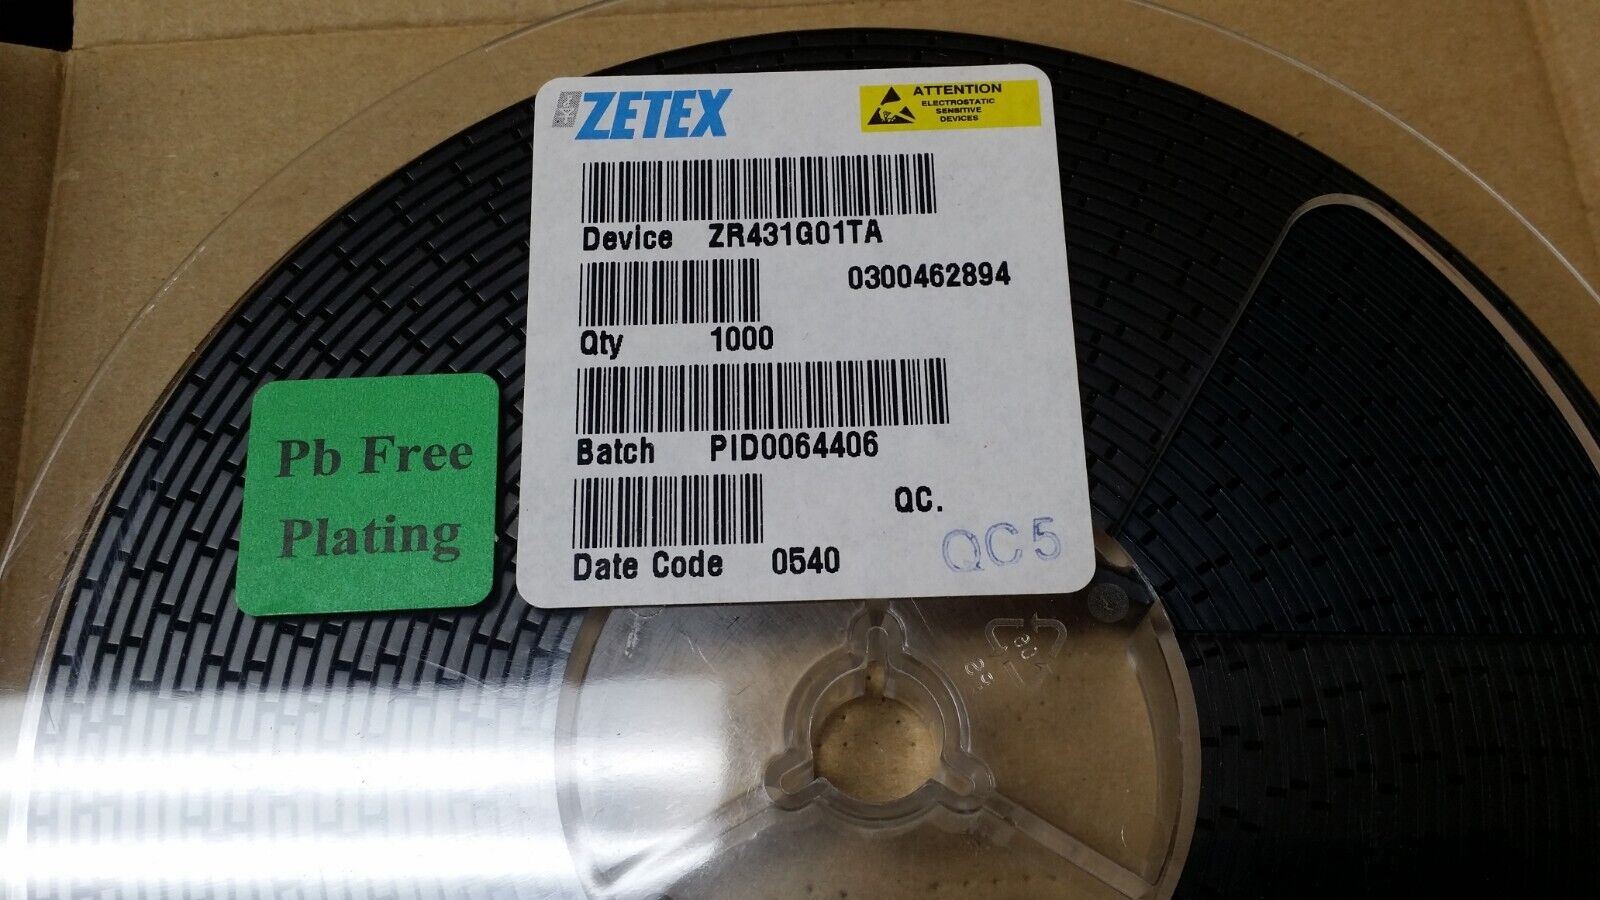 ZETEX
ATTENTION
ELECTROSTATIC
SENSITIVE
DEVICES
Device ZR431G01TA
0300462894
Qty 1000
Batch PID0064406
QC.
QC5
Date Code 0540
Pb Free
Plating